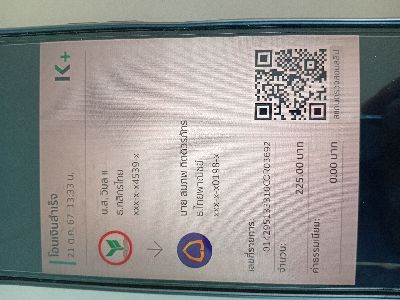 โอนเงินสำเร็จ
21 ต.ค. 67 13:33 น.
K+
น.ส. วิมล แ
ธ.กสิกรไทย
xxx-x-x4539-x
นาย สมภพ กิตติวรภัทร
ธ.ไทยพาณิชย์
xxx-x-x0198-x
เลขที่รายการ:
014295133310COR03692
จำนวน:
225.00 บาท
ค่าธรรมเนียม:
0.00 บาท
สแกนตรวจสอบสลิป